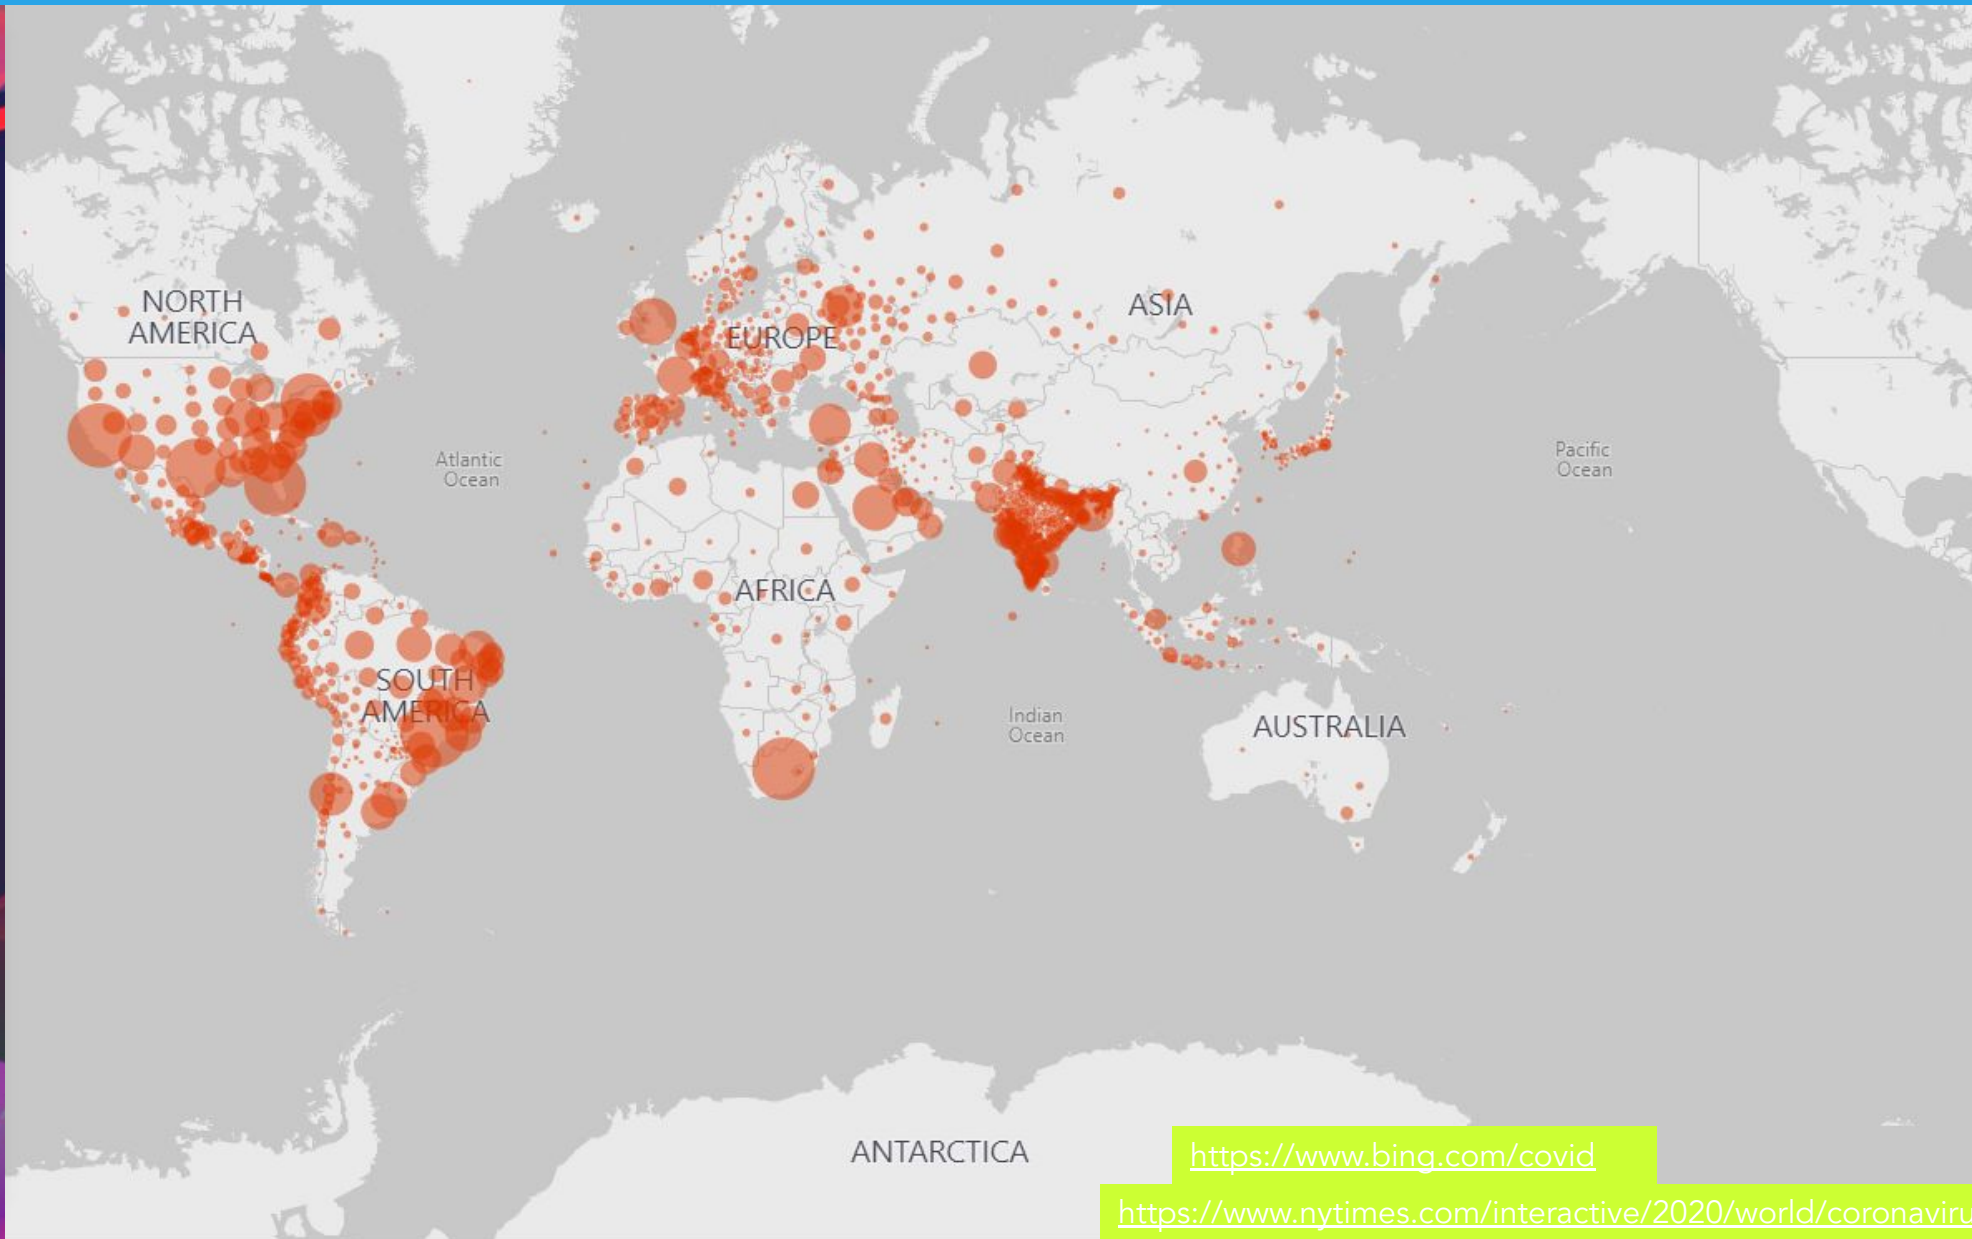 NORTH
AMERICA
ASIA
EUROPE
Atlantic
Ocean
Pacific
Ocean
AFRICA
SOUTH
AMERICA
Indian
Ocean
AUSTRALIA
ANTARCTICA
https://www.bing.com/covid
https://www.nytimes.com/interactive/2020/world/coronaviru